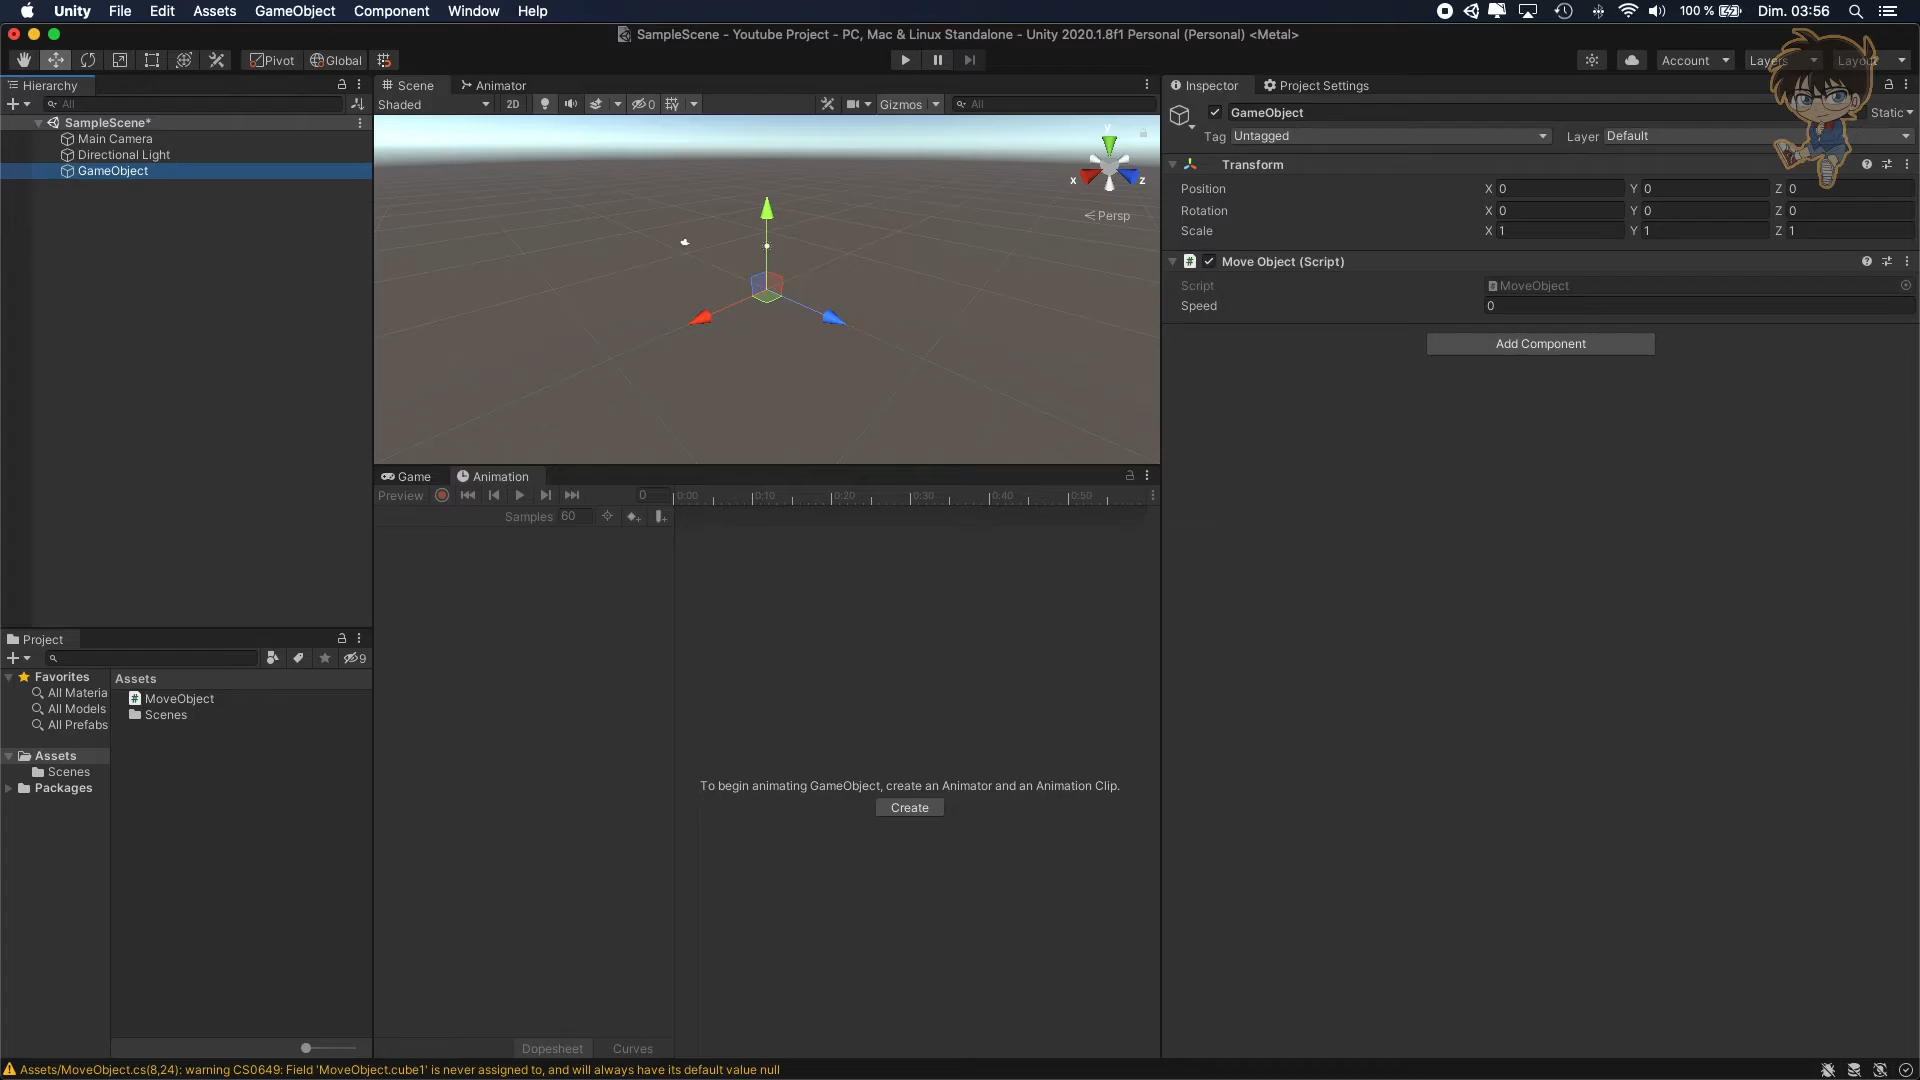 Unity File Edit Assets GameObject Component Window Help
100 % Dim. 03:56
SampleScene - Youtube Project - PC, Mac & Linux Standalone - Unity 2020.1.8f1 Personal (Personal) <Metal>
Pivot Global Account Layers Layout
Hierarchy
All
SampleScene*
Main Camera
Directional Light
GameObject
Scene Animator
Shaded 2D 0 Gizmos All
y
x z
Persp
Inspector Project Settings
GameObject Static
Tag Untagged Layer Default
Transform
Position X 0 Y 0 Z 0
Rotation X 0 Y 0 Z 0
Scale X 1 Y 1 Z 1
Move Object (Script)
Script MoveObject
Speed 0
Add Component
Game Animation
Preview 0 0:00 0:10 0:20 0:30 0:40 0:50
Samples 60
To begin animating GameObject, create an Animator and an Animation Clip.
Create
Dopesheet Curves
Project
9
Favorites
All Materia
All Models
All Prefabs
Assets
Scenes
Packages
Assets
MoveObject
Scenes
Assets/MoveObject.cs(8,24): warning CS0649: Field 'MoveObject.cube1' is never assigned to, and will always have its default value null